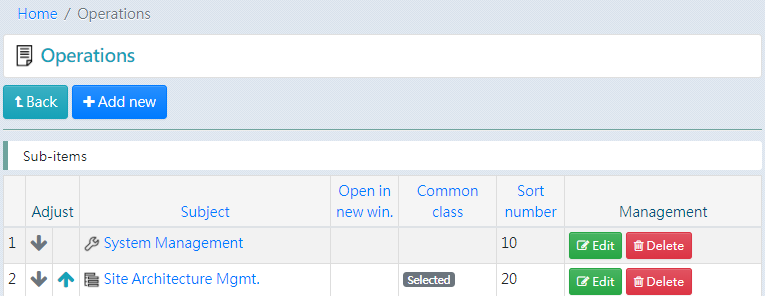 Home / Operations
Operations
Back Add new
Sub-items
Adjust Subject Open in new win. Common class Sort number Management
1 System Management 10 Edit Delete
2 Site Architecture Mgmt. Selected 20 Edit Delete